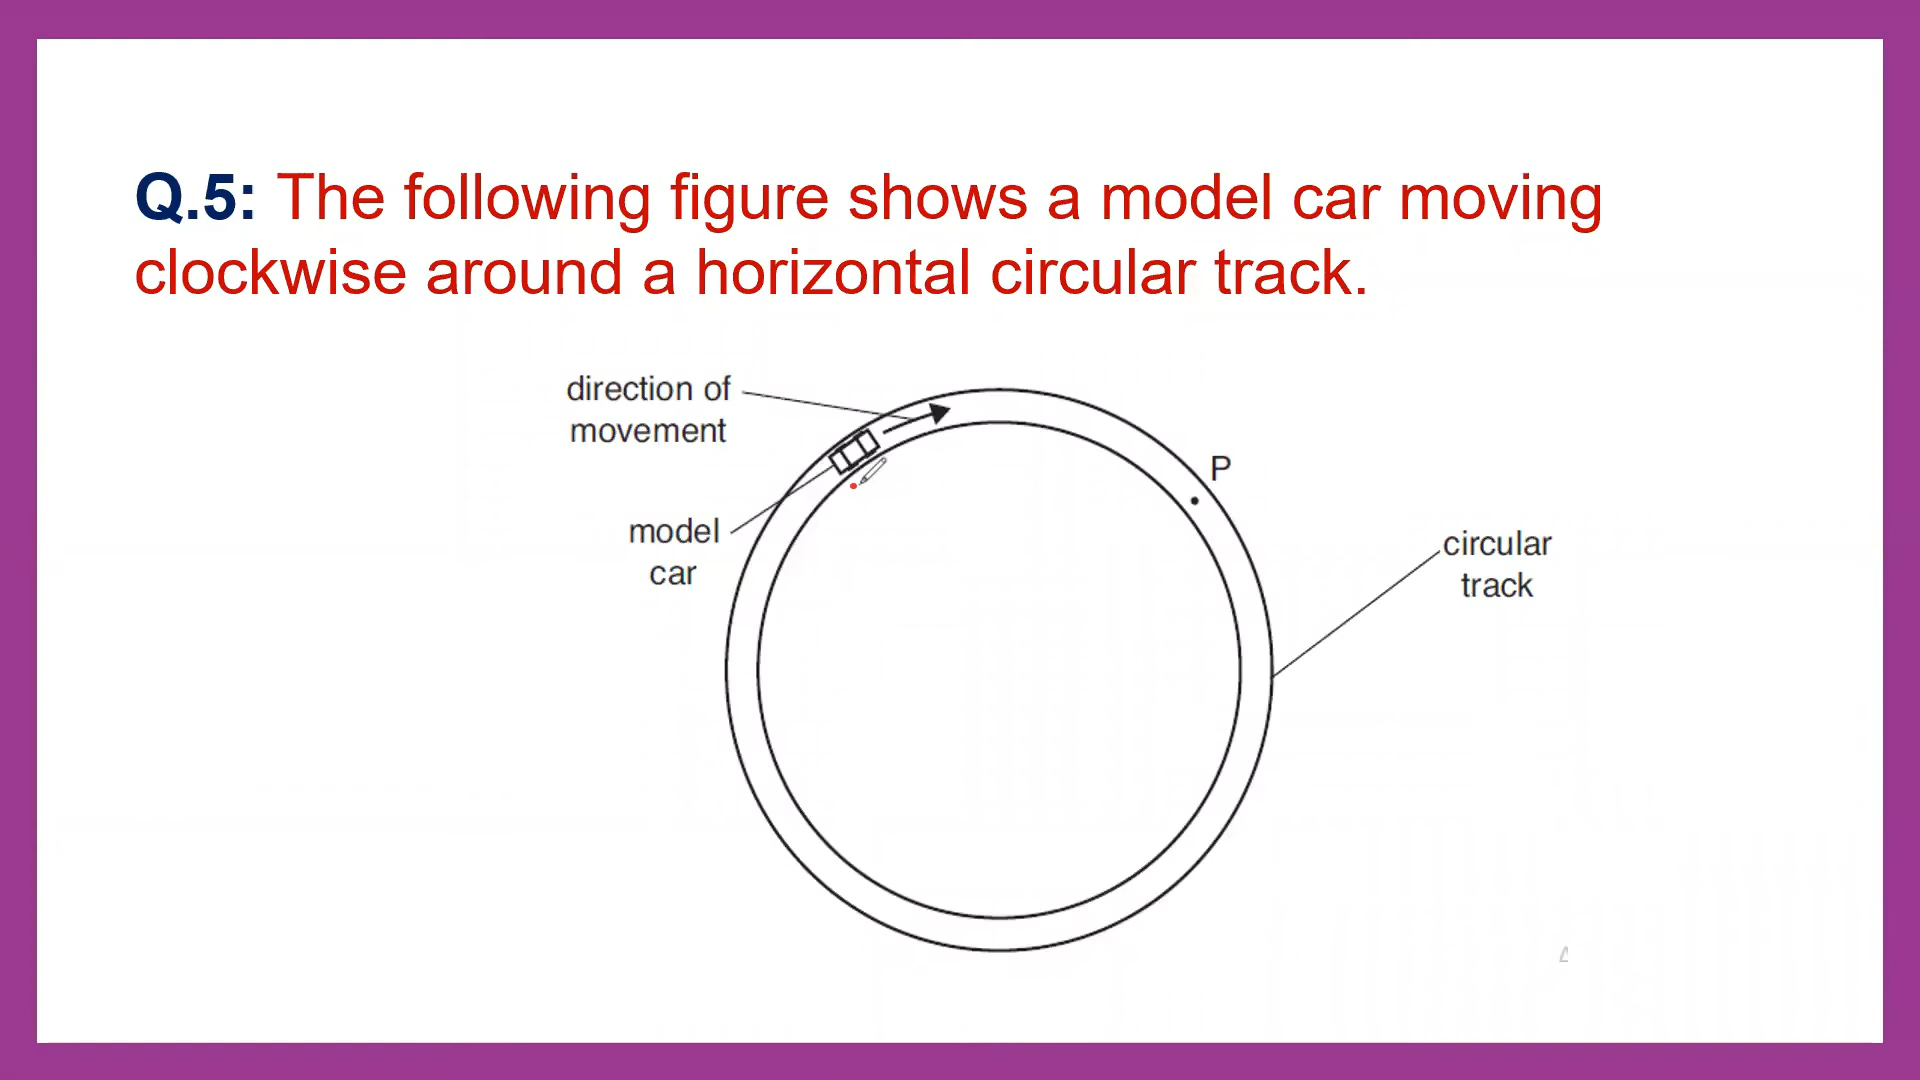 Q.5: The following figure shows a model car moving
clockwise around a horizontal circular track.
direction of
movement
P
model
car
circular
track